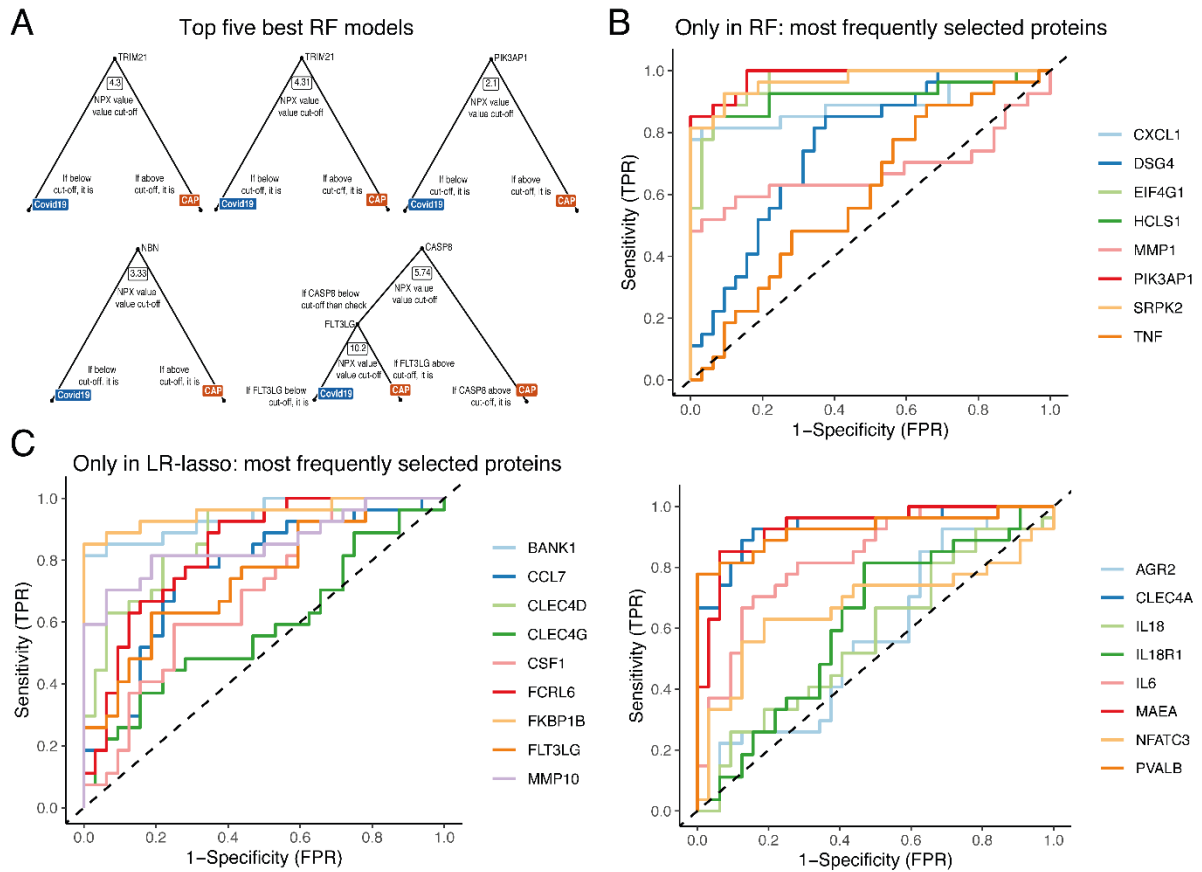 A
Top five best RF models
TRIM21
4.3
NPX value
value cut-off
If below
cut-off, it is
If above
cut-off, it is
Covid19
CAP
TRIM21
4.31
NPX value
value cut-off
If below
cut-off, it is
If above
cut-off, it is
Covid19
CAP
PIK3AP1
2.1
NPX value
value cut-off
If below
cut-off, it is
If above
cut-off, it is
Covid19
CAP
NBN
3.33
NPX value
value cut-off
If below
cut-off, it is
If above
cut-off, it is
Covid19
CAP
CASP8
5.74
NPX value
value cut-off
If CASP8 below
cut-off than check
FLT3LG
10.2
NPX value
value cut-off
If FLT3LG above
cut-off, it is
If FLT3LG below
cut-off, it is
Covid19
CAP
If CASP8 above
cut-off, it is
CAP
B
Only in RF: most frequently selected proteins
Sensitivity (TPR)
1.0
0.8
0.6
0.4
0.2
0.0
0.0 0.2 0.4 0.6 0.8 1.0
1−Specificity (FPR)
CXCL1
DSG4
EIF4G1
HCLS1
MMP1
PIK3AP1
SRPK2
TNF
C
Only in LR-lasso: most frequently selected proteins
Sensitivity (TPR)
1.0
0.8
0.6
0.4
0.2
0.0
0.0 0.2 0.4 0.6 0.8 1.0
1−Specificity (FPR)
BANK1
CCL7
CLEC4D
CLEC4G
CSF1
FCRL6
FKBP1B
FLT3LG
MMP10
Sensitivity (TPR)
1.0
0.8
0.6
0.4
0.2
0.0
0.0 0.2 0.4 0.6 0.8 1.0
1−Specificity (FPR)
AGR2
CLEC4A
IL18
IL18R1
IL6
MAEA
NFATC3
PVALB